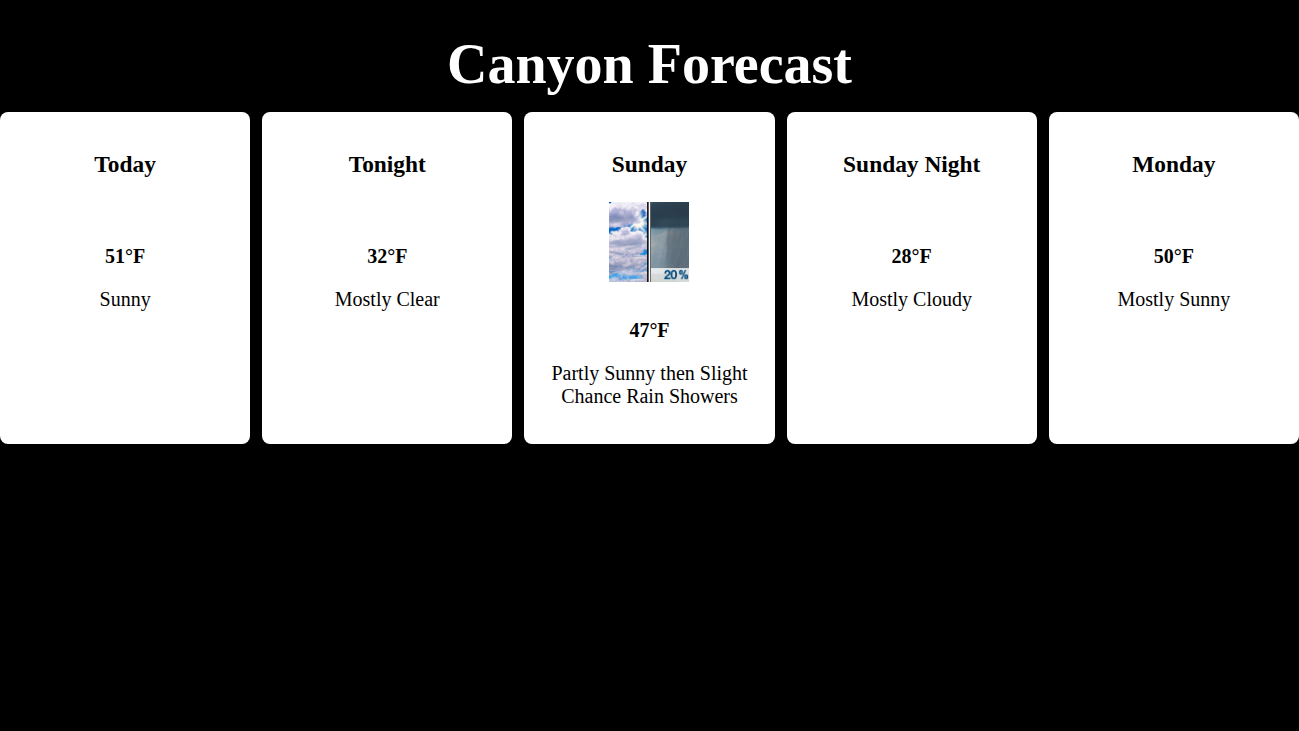 Canyon Forecast
Today
51°F
Sunny
Tonight
32°F
Mostly Clear
Sunday
20%
47°F
Partly Sunny then Slight
Chance Rain Showers
Sunday Night
28°F
Mostly Cloudy
Monday
50°F
Mostly Sunny